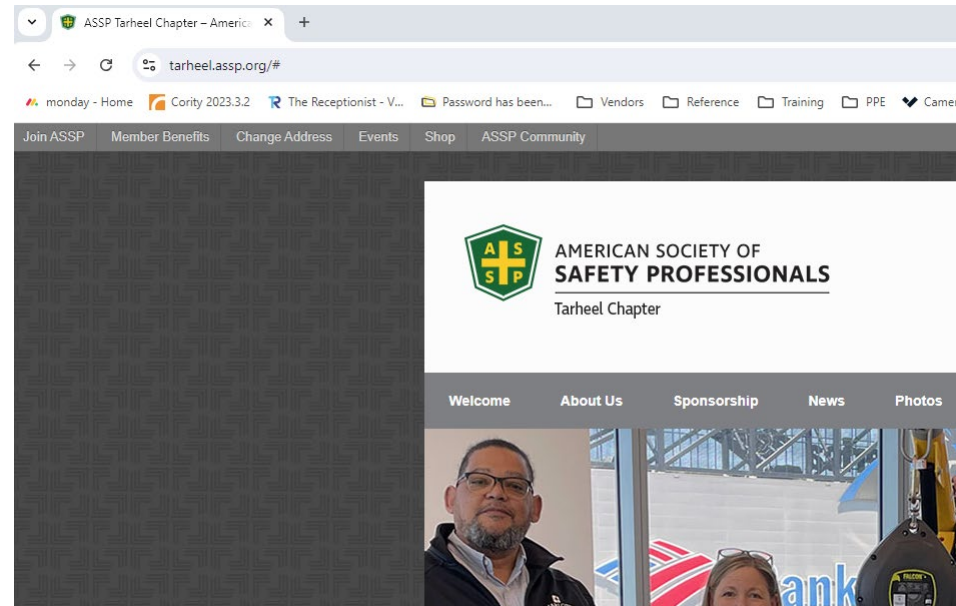 ASSP Tarheel Chapter – America
tarheel.assp.org/#
monday - Home Cority 2023.3.2 The Receptionist - V... Password has been... Vendors Reference Training PPE Camer
Join ASSP Member Benefits Change Address Events Shop ASSP Community
A S
S P
AMERICAN SOCIETY OF
SAFETY PROFESSIONALS
Tarheel Chapter
Welcome About Us Sponsorship News Photos
ank
FALCON